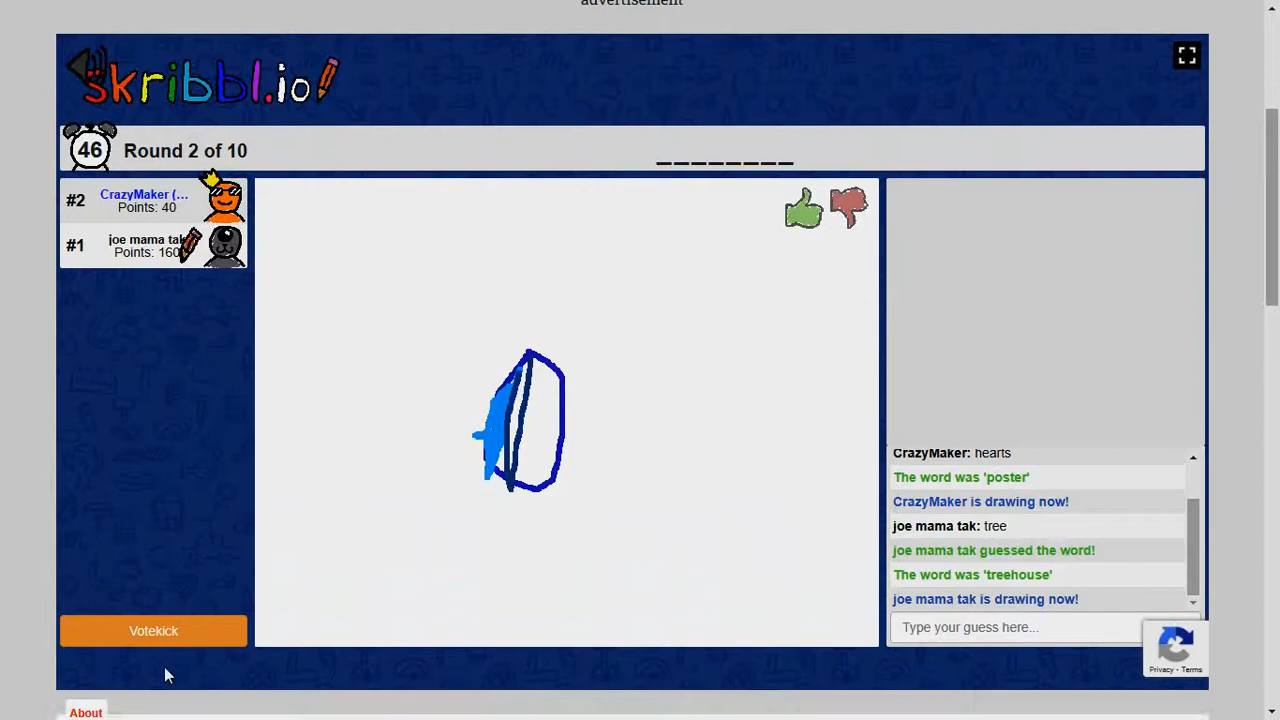 advertisement
skribbl.io
46
Round 2 of 10
________
#2
CrazyMaker (...
Points: 40
#1
joe mama tak
Points: 160
CrazyMaker: hearts
The word was 'poster'
CrazyMaker is drawing now!
joe mama tak: tree
joe mama tak guessed the word!
The word was 'treehouse'
joe mama tak is drawing now!
Type your guess here...
Votekick
Privacy - Terms
About